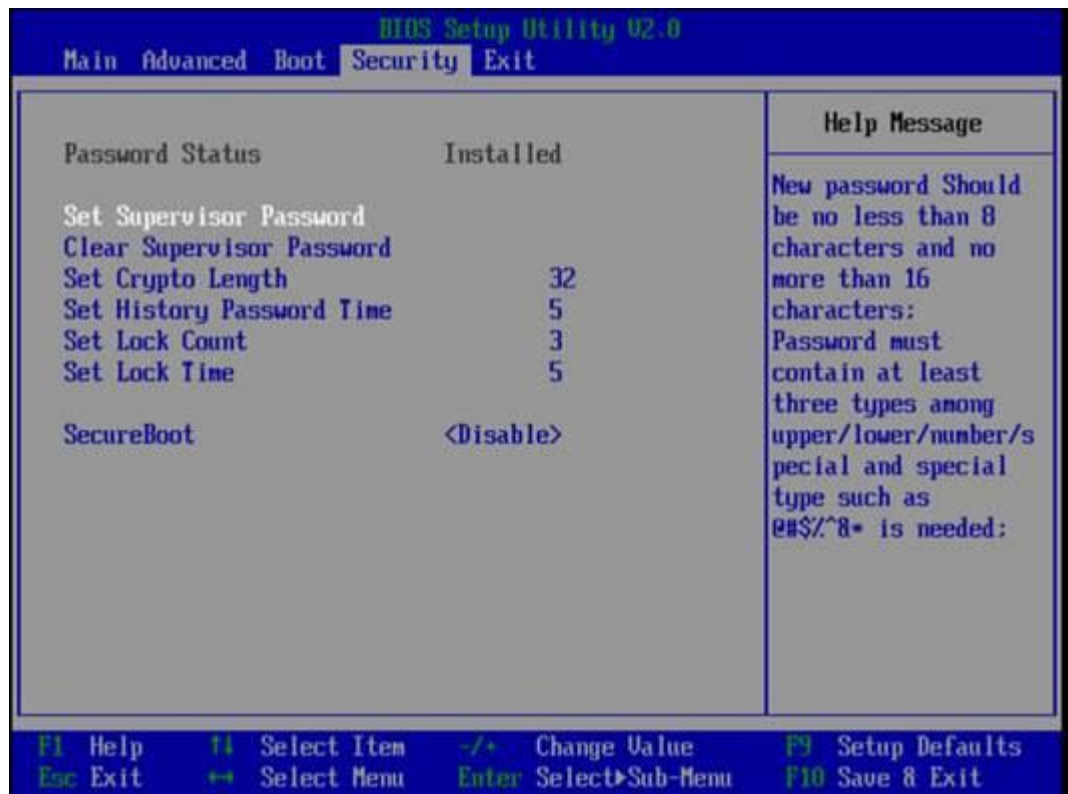 BIOS Setup Utility V2.0
Main Advanced Boot Security Exit
Password Status Installed
Set Supervisor Password
Clear Supervisor Password
Set Crypto Length 32
Set History Password Time 5
Set Lock Count 3
Set Lock Time 5
SecureBoot <Disable>
Help Message
New password Should
be no less than 8
characters and no
more than 16
characters;
Password must
contain at least
three types among
upper/lower/number/s
pecial and special
type such as
@#$%^&* is needed;
F1 Help ↑↓ Select Item -/+ Change Value F9 Setup Defaults
Esc Exit ↔ Select Menu Enter Select▶Sub-Menu F10 Save & Exit